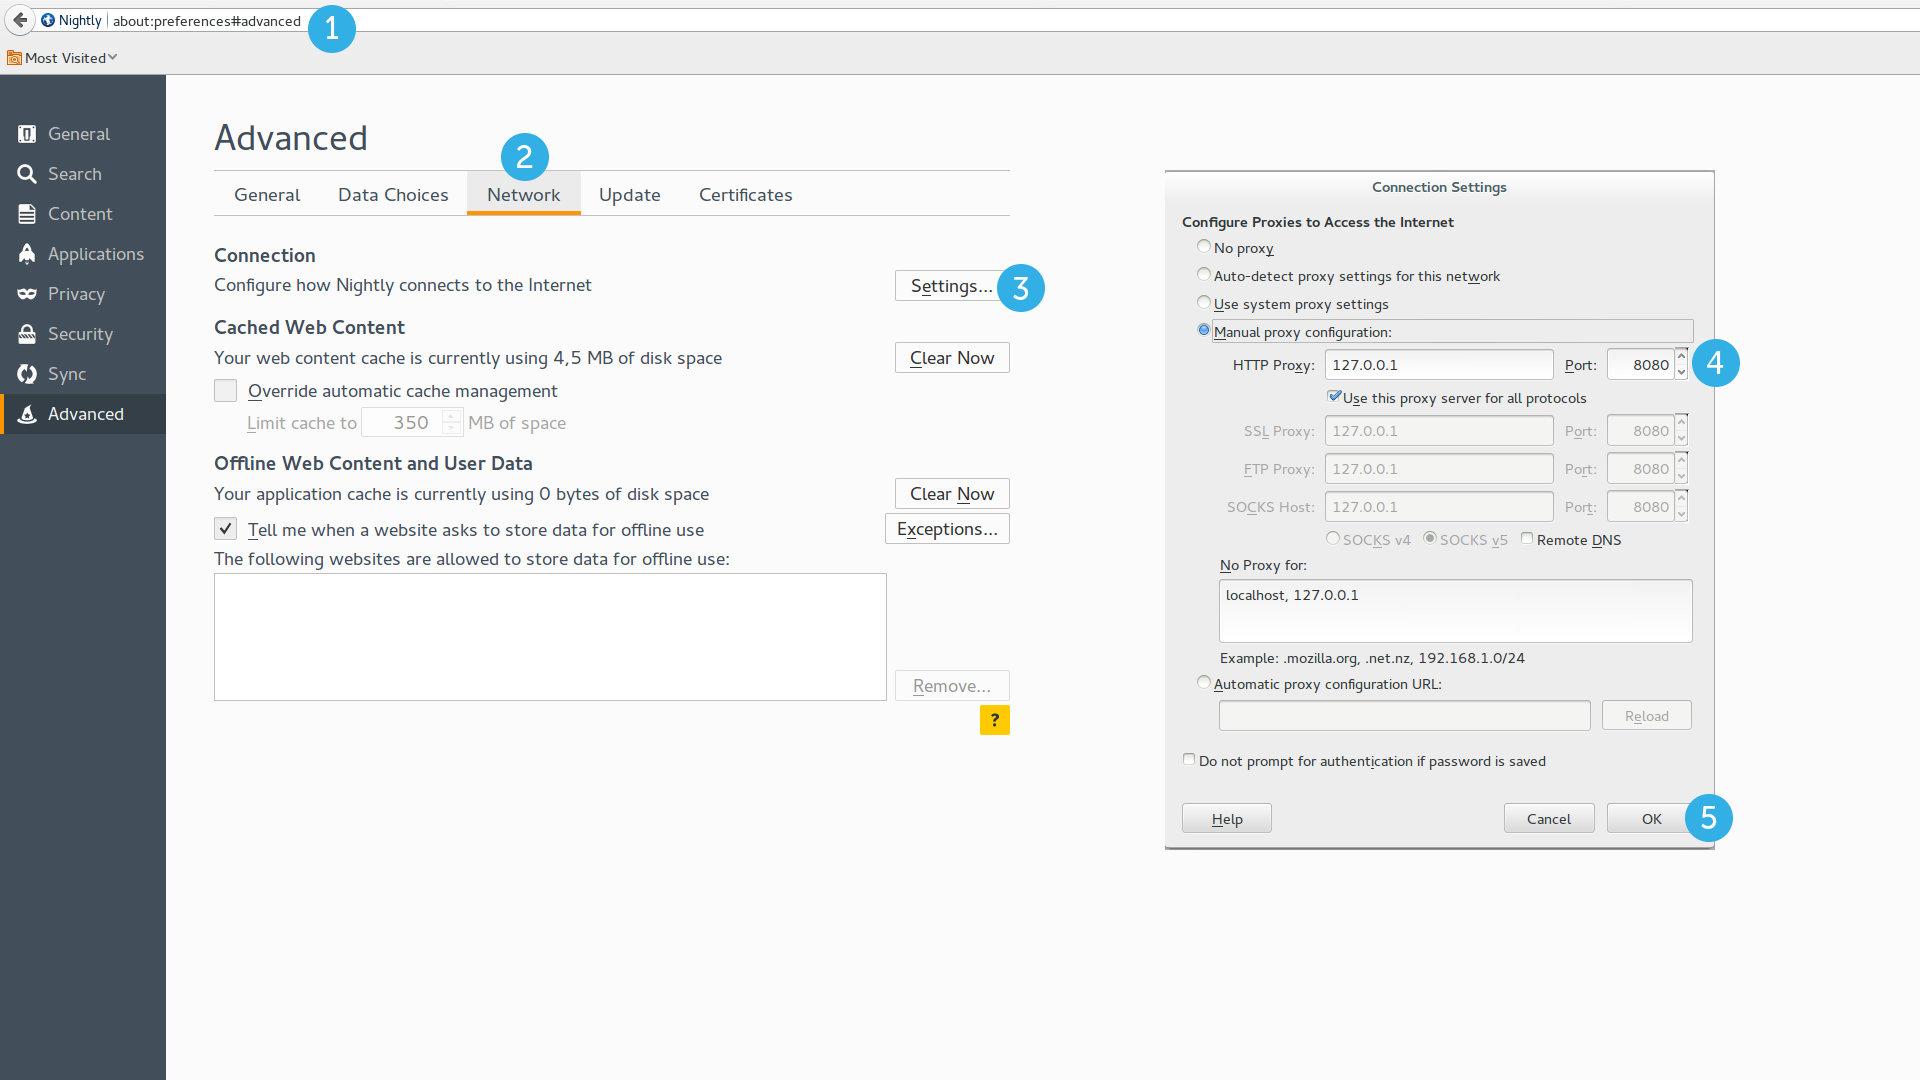 Nightly about:preferences#advanced 1
Most Visited
General
Search
Content
Applications
Privacy
Security
Sync
Advanced
Advanced
2
General Data Choices Network Update Certificates
Connection
Configure how Nightly connects to the Internet Settings... 3
Cached Web Content
Your web content cache is currently using 4,5 MB of disk space Clear Now
Override automatic cache management
Limit cache to 350 MB of space
Offline Web Content and User Data
Your application cache is currently using 0 bytes of disk space Clear Now
Tell me when a website asks to store data for offline use Exceptions...
The following websites are allowed to store data for offline use:
Remove...
?
Connection Settings
Configure Proxies to Access the Internet
No proxy
Auto-detect proxy settings for this network
Use system proxy settings
Manual proxy configuration:
HTTP Proxy: 127.0.0.1 Port: 8080 4
Use this proxy server for all protocols
SSL Proxy: 127.0.0.1 Port: 8080
FTP Proxy: 127.0.0.1 Port: 8080
SOCKS Host: 127.0.0.1 Port: 8080
SOCKS v4 SOCKS v5 Remote DNS
No Proxy for:
localhost, 127.0.0.1
Example: .mozilla.org, .net.nz, 192.168.1.0/24
Automatic proxy configuration URL:
Reload
Do not prompt for authentication if password is saved
Help Cancel OK 5